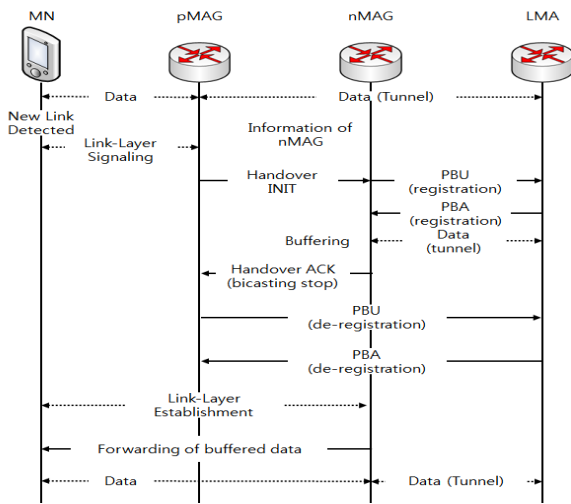 MN
pMAG
nMAG
LMA
Data
Data (Tunnel)
New Link
Detected
Information of
nMAG
Link-Layer
Signaling
Handover
INIT
PBU
(registration)
PBA
(registration)
Buffering
Data
(tunnel)
Handover ACK
(bicasting stop)
PBU
(de-registration)
PBA
(de-registration)
Link-Layer
Establishment
Forwarding of buffered data
Data
Data (Tunnel)